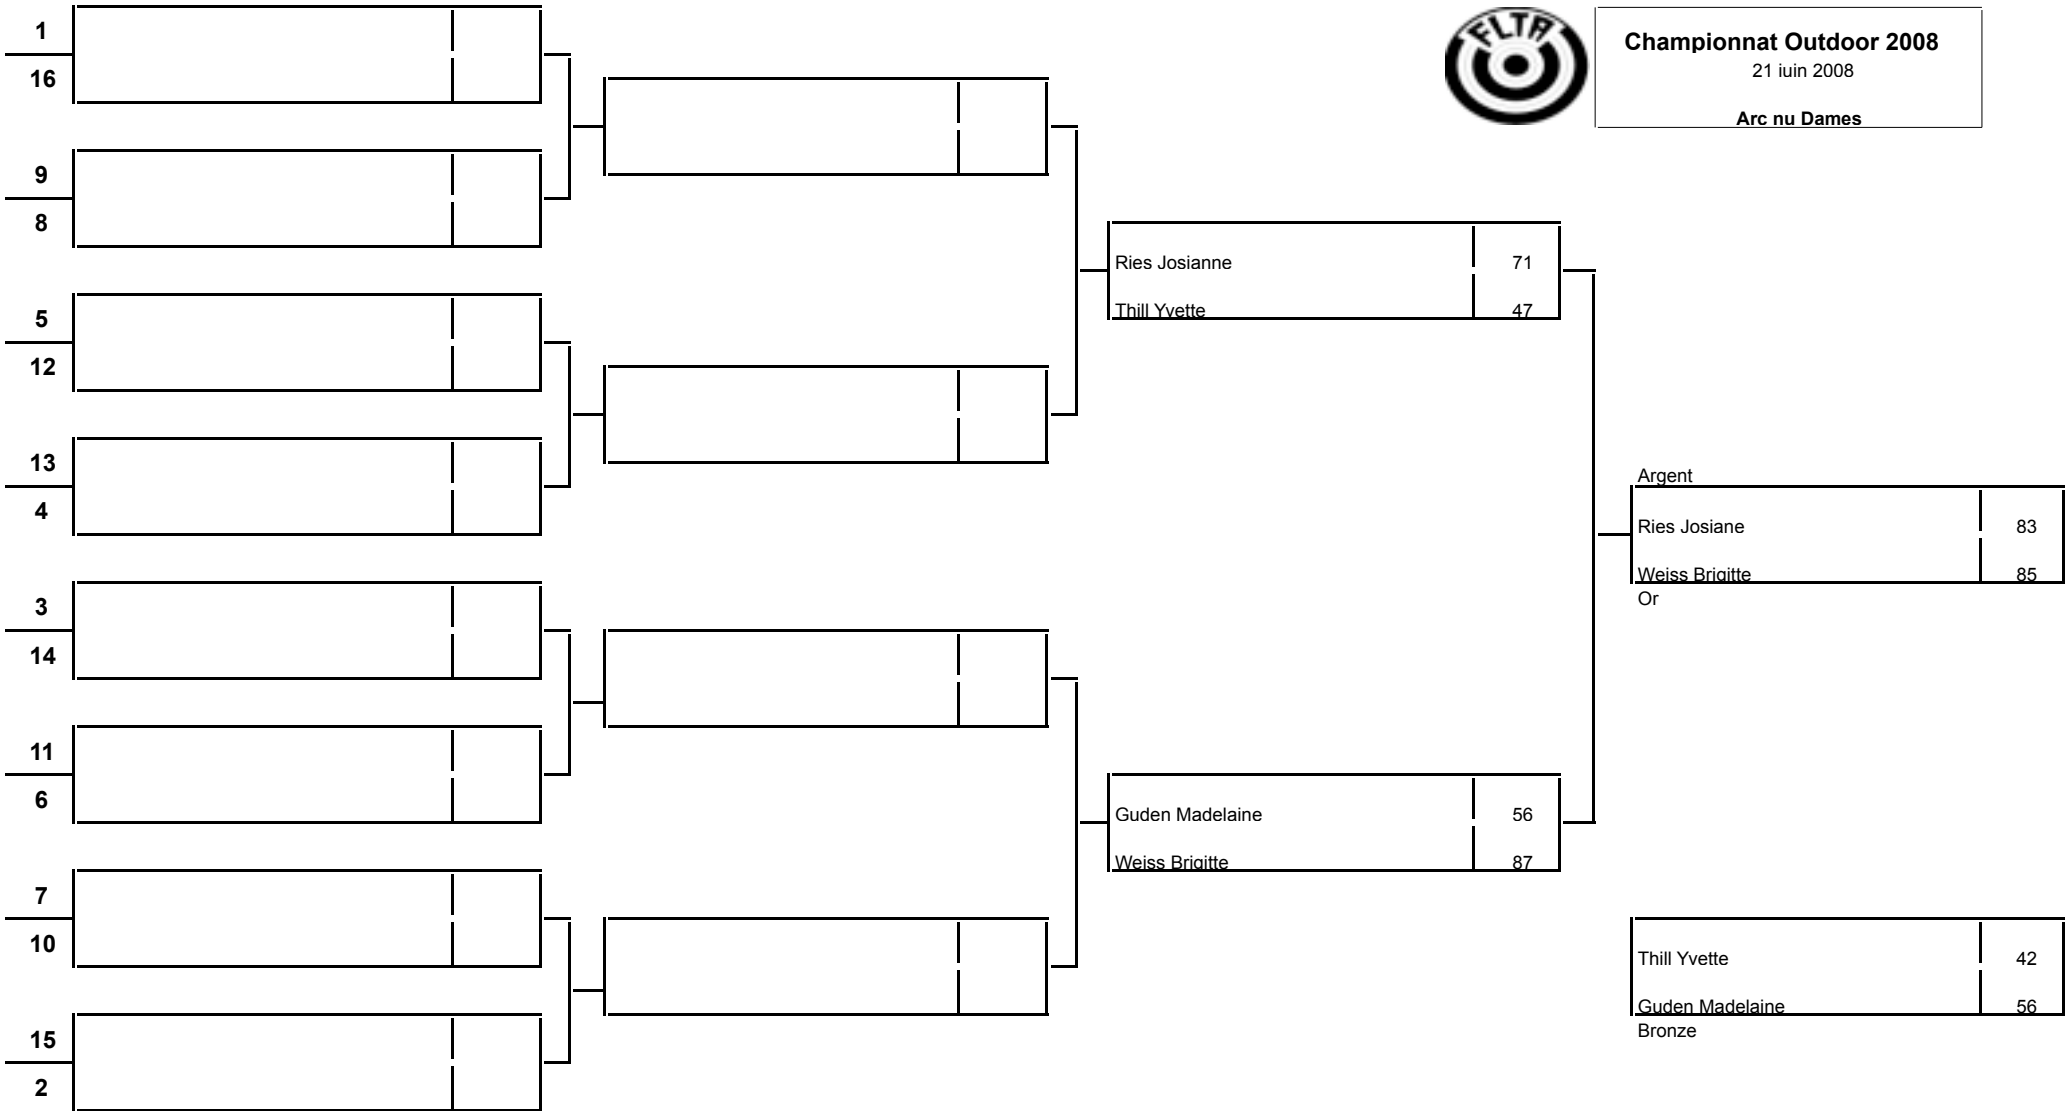 FLTA
Championnat Outdoor 2008
21 juin 2008
Arc nu Dames
1
16
9
8
5
12
13
4
3
14
11
6
7
10
15
2
Ries Josianne 71
Thill Yvette 47
Guden Madelaine 56
Weiss Brigitte 87
Argent
Ries Josiane 83
Weiss Brigitte 85
Or
Thill Yvette 42
Guden Madelaine 56
Bronze